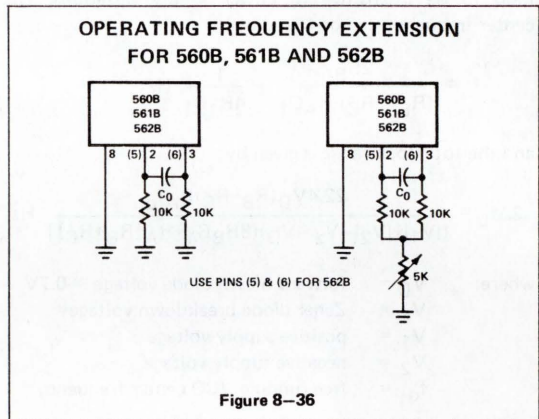 OPERATING FREQUENCY EXTENSION
FOR 560B, 561B AND 562B
560B
561B
562B
8 (5) 2 (6) 3
C0
10K 10K
560B
561B
562B
8 (5) 2 (6) 3
C0
10K 10K
5K
USE PINS (5) & (6) FOR 562B
Figure 8—36